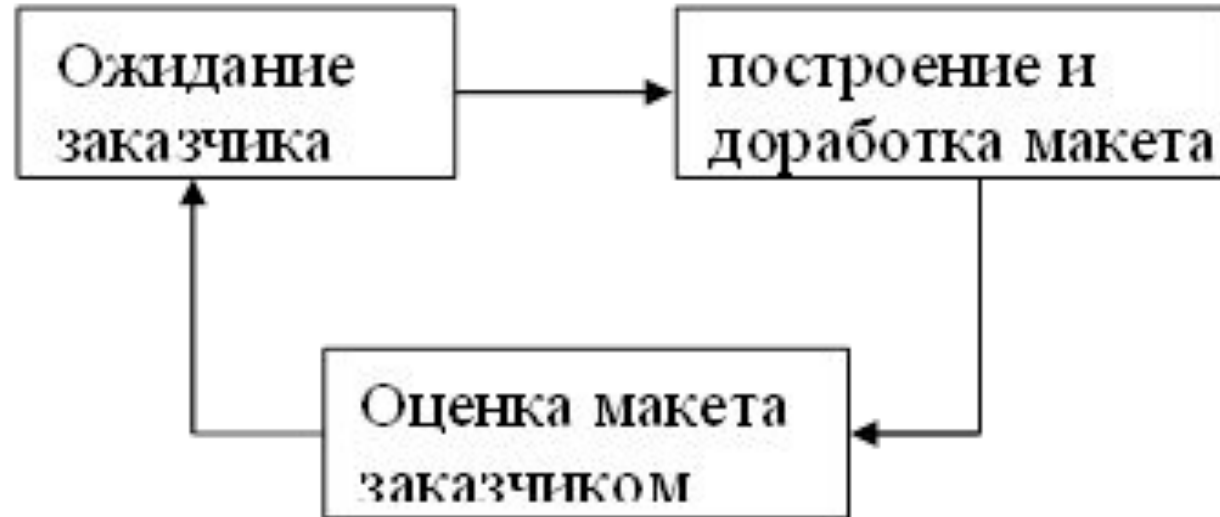 Ожидание
заказчика
построение и
доработка макета
Оценка макета
заказчиком